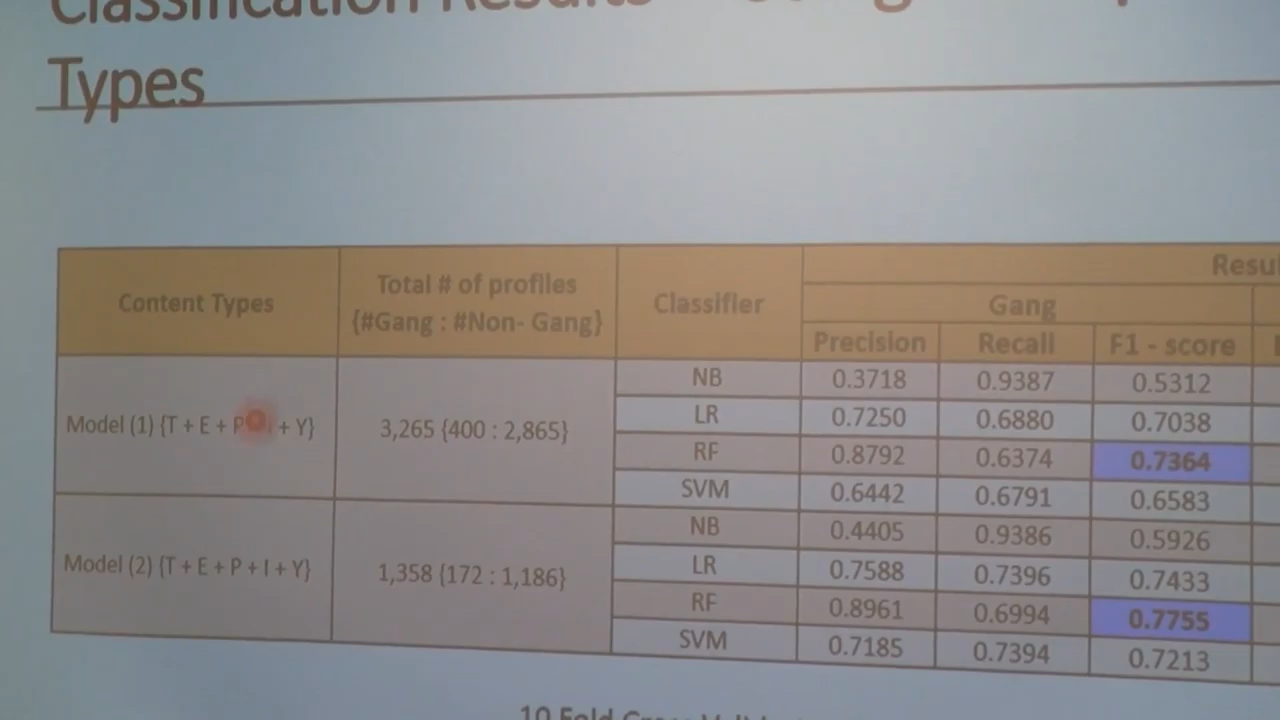 Classification Results
Types
Content Types
Total # of profiles
{#Gang : #Non- Gang}
Classifier
Gang
Precision
Recall
F1 - score
Model (1) {T + E + P + Y}
3,265 {400 : 2,865}
NB 0.3718 0.9387 0.5312
LR 0.7250 0.6880 0.7038
RF 0.8792 0.6374 0.7364
SVM 0.6442 0.6791 0.6583
Model (2) {T + E + P + I + Y}
1,358 {172 : 1,186}
NB 0.4405 0.9386 0.5926
LR 0.7588 0.7396 0.7433
RF 0.8961 0.6994 0.7755
SVM 0.7185 0.7394 0.7213
10 Fold